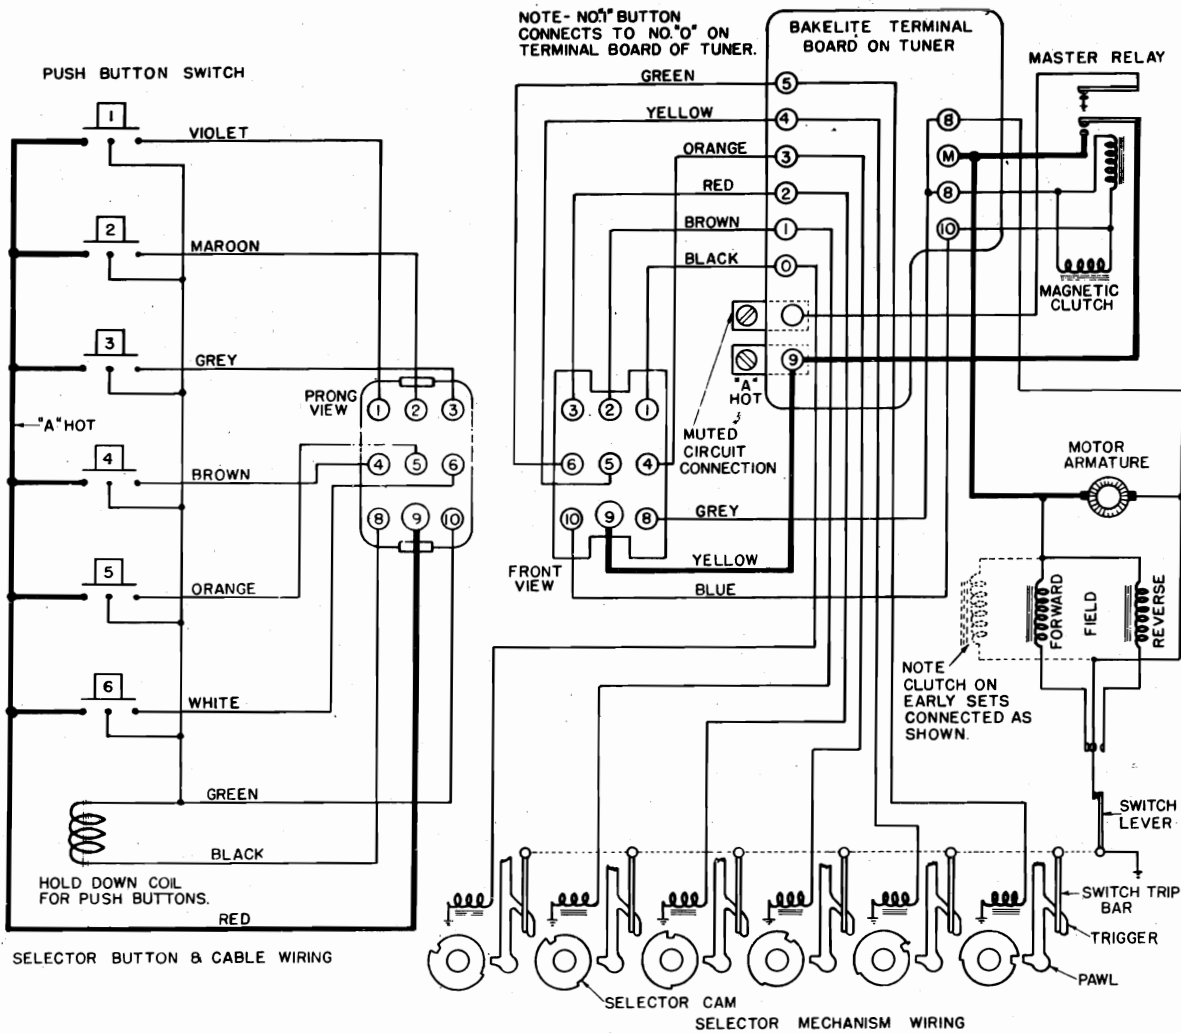 NOTE- NO."1" BUTTON
CONNECTS TO NO."0" ON
TERMINAL BOARD OF TUNER.
BAKELITE TERMINAL
BOARD ON TUNER
MASTER RELAY
PUSH BUTTON SWITCH
1
VIOLET
2
MAROON
3
GREY
"A" HOT
4
BROWN
5
ORANGE
6
WHITE
GREEN
BLACK
HOLD DOWN COIL
FOR PUSH BUTTONS.
RED
SELECTOR BUTTON & CABLE WIRING
PRONG
VIEW
1 2 3
4 5 6
8 9 10
GREEN 5
YELLOW 4
ORANGE 3
RED 2
BROWN 1
BLACK 0
8
M
8
10
MAGNETIC
CLUTCH
9
"A"
HOT
MUTED
CIRCUIT
CONNECTION
3 2 1
6 5 4
10 9 8
GREY
YELLOW
BLUE
FRONT
VIEW
MOTOR
ARMATURE
FORWARD
FIELD
REVERSE
NOTE
CLUTCH ON
EARLY SETS
CONNECTED AS
SHOWN.
SWITCH
LEVER
SWITCH TRIP
BAR
TRIGGER
PAWL
SELECTOR CAM
SELECTOR MECHANISM WIRING